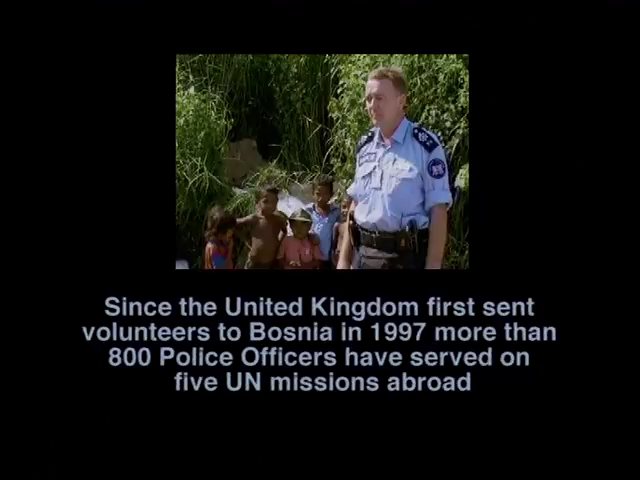 Since the United Kingdom first sent
volunteers to Bosnia in 1997 more than
800 Police Officers have served on
five UN missions abroad